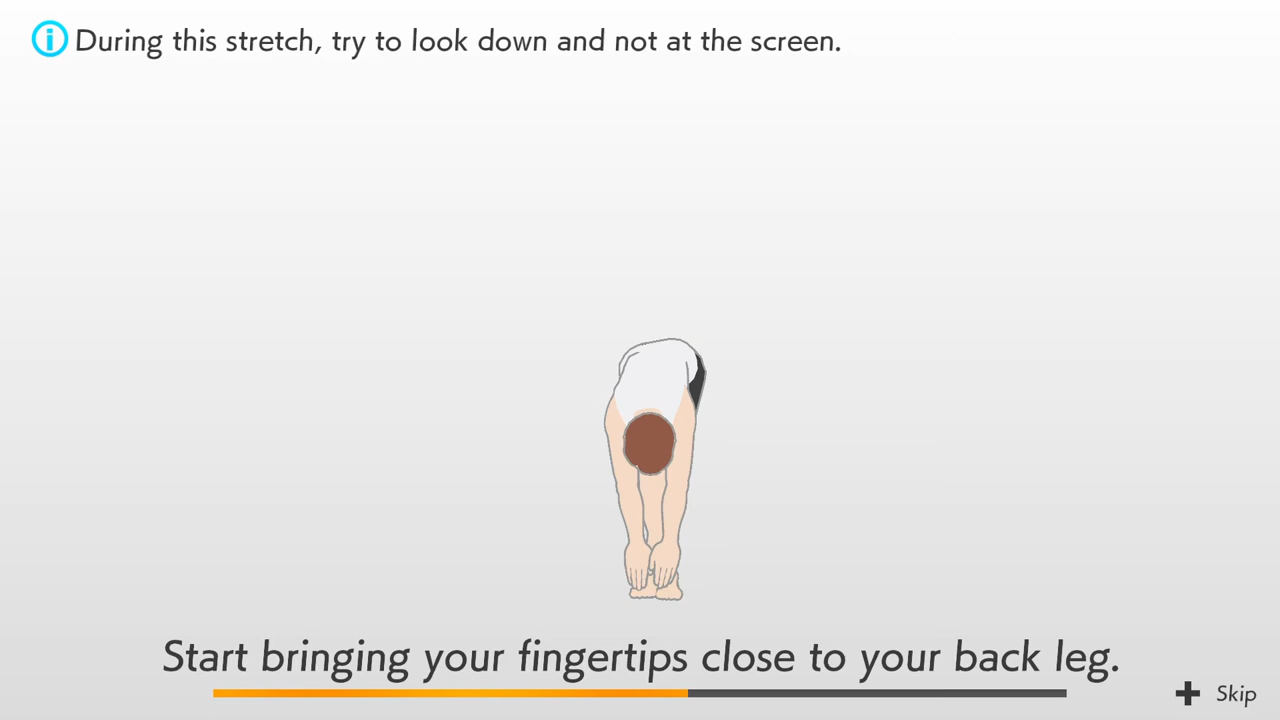 During this stretch, try to look down and not at the screen.
Start bringing your fingertips close to your back leg.
Skip